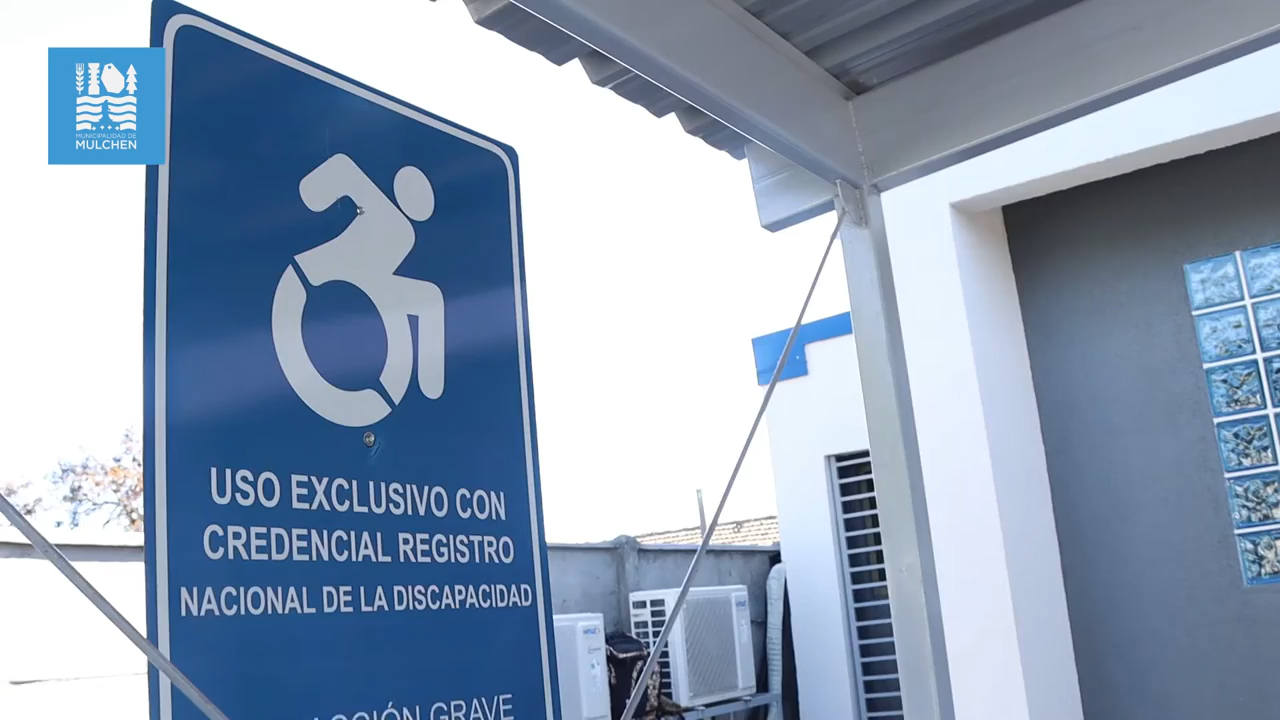 MUNICIPALIDAD DE
MULCHEN
USO EXCLUSIVO CON
CREDENCIAL REGISTRO
NACIONAL DE LA DISCAPACIDAD
GRAVE